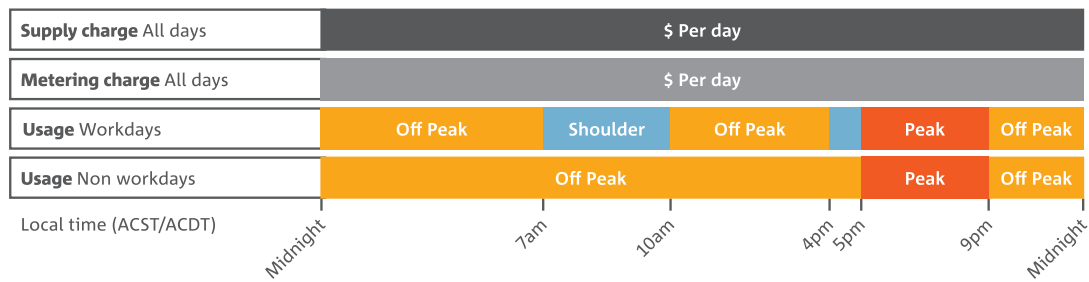 Supply charge All days $ Per day
Metering charge All days $ Per day
Usage Workdays Off Peak Shoulder Off Peak Peak Off Peak
Usage Non workdays Off Peak Peak Off Peak
Local time (ACST/ACDT) Midnight 7am 10am 4pm 5pm 9pm Midnight